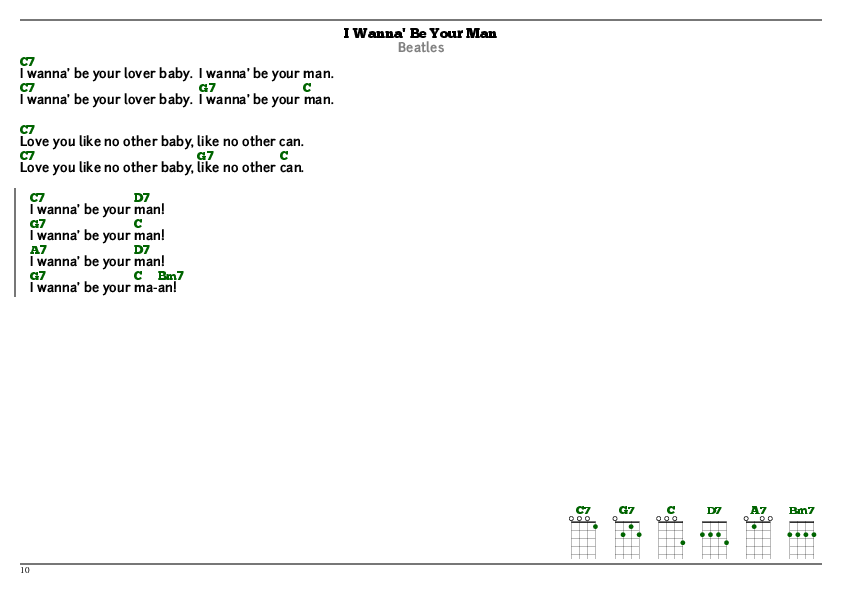 I Wanna' Be Your Man
Beatles
C7
I wanna' be your lover baby. I wanna' be your man.
C7 G7 C
I wanna' be your lover baby. I wanna' be your man.
C7
Love you like no other baby, like no other can.
C7 G7 C
Love you like no other baby, like no other can.
C7 D7
I wanna' be your man!
G7 C
I wanna' be your man!
A7 D7
I wanna' be your man!
G7 C Bm7
I wanna' be your ma-an!
C7 G7 C D7 A7 Bm7
10